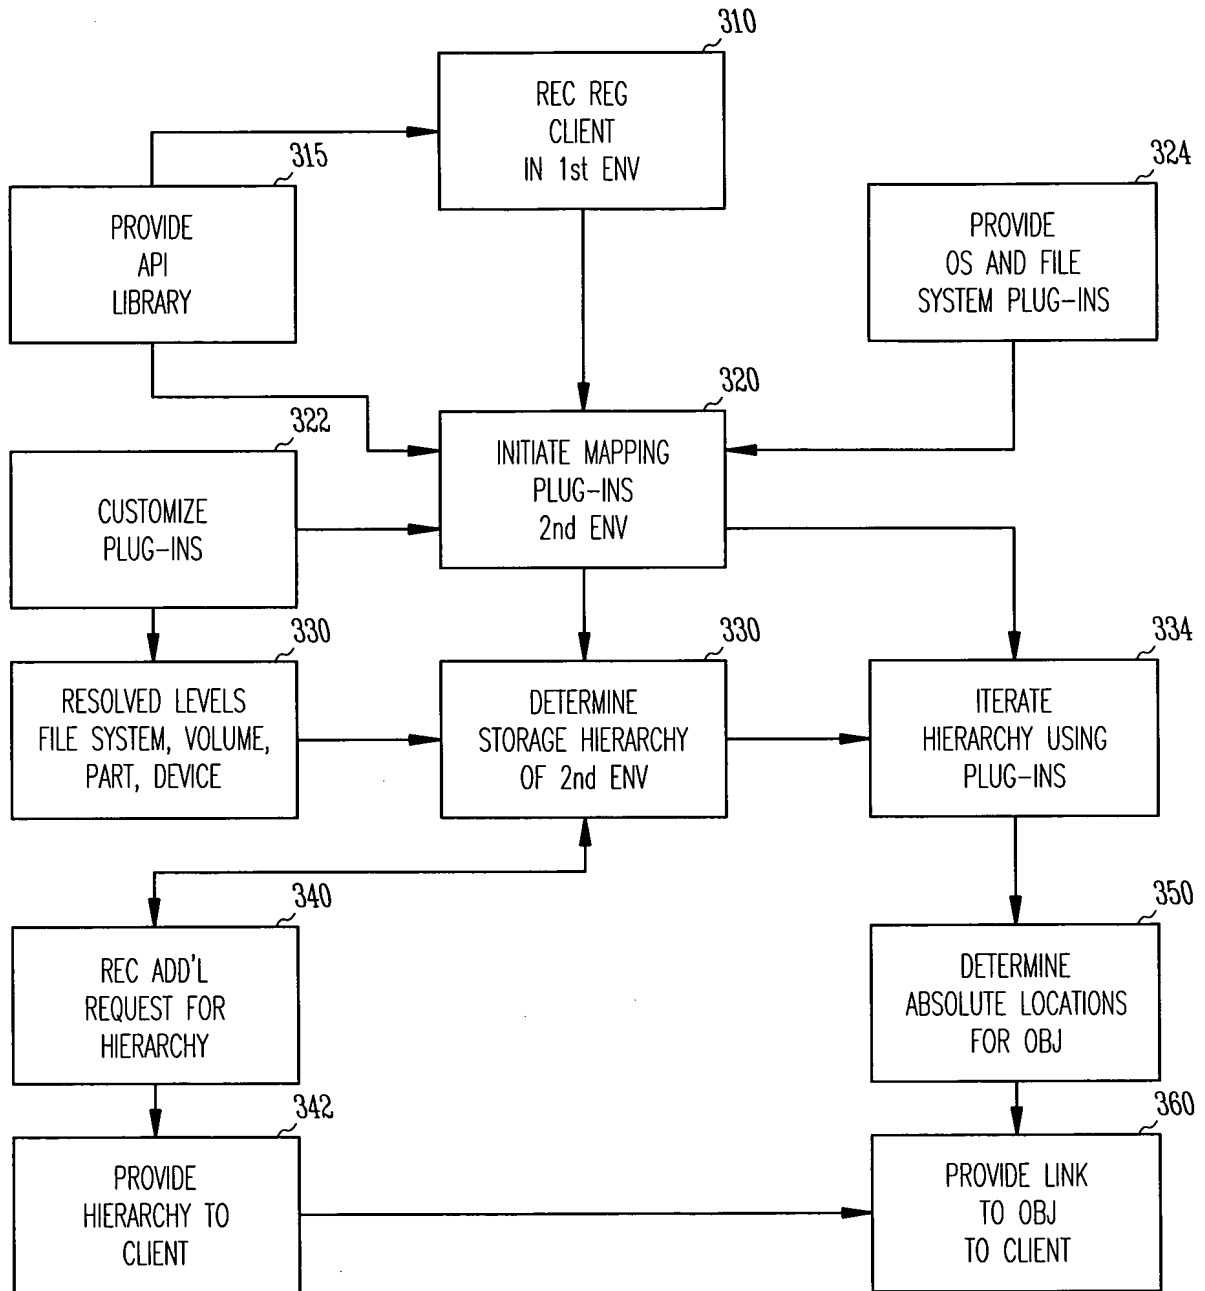 310
REC REG
CLIENT
IN 1st ENV
315
PROVIDE
API
LIBRARY
324
PROVIDE
OS AND FILE
SYSTEM PLUG-INS
320
INITIATE MAPPING
PLUG-INS
2nd ENV
322
CUSTOMIZE
PLUG-INS
330
RESOLVED LEVELS
FILE SYSTEM, VOLUME,
PART, DEVICE
330
DETERMINE
STORAGE HIERARCHY
OF 2nd ENV
334
ITERATE
HIERARCHY USING
PLUG-INS
340
REC ADD'L
REQUEST FOR
HIERARCHY
350
DETERMINE
ABSOLUTE LOCATIONS
FOR OBJ
342
PROVIDE
HIERARCHY TO
CLIENT
360
PROVIDE LINK
TO OBJ
TO CLIENT